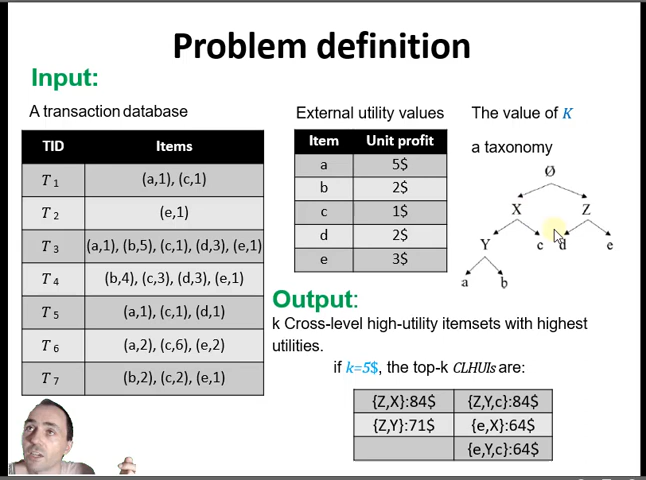 Problem definition
Input:
A transaction database
TID Items
T1 (a,1), (c,1)
T2 (e,1)
T3 (a,1), (b,5), (c,1), (d,3), (e,1)
T4 (b,4), (c,3), (d,3), (e,1)
T5 (a,1), (c,1), (d,1)
T6 (a,2), (c,6), (e,2)
T7 (b,2), (c,2), (e,1)
External utility values
Item Unit profit
a 5$
b 2$
c 1$
d 2$
e 3$
The value of K
a taxonomy
Ø
X Z
Y c d e
a b
Output:
k Cross-level high-utility itemsets with highest
utilities.
if k=5$, the top-k CLHUIs are:
{Z,X}:84$ {Z,Y,c}:84$
{Z,Y}:71$ {e,X}:64$
{e,Y,c}:64$